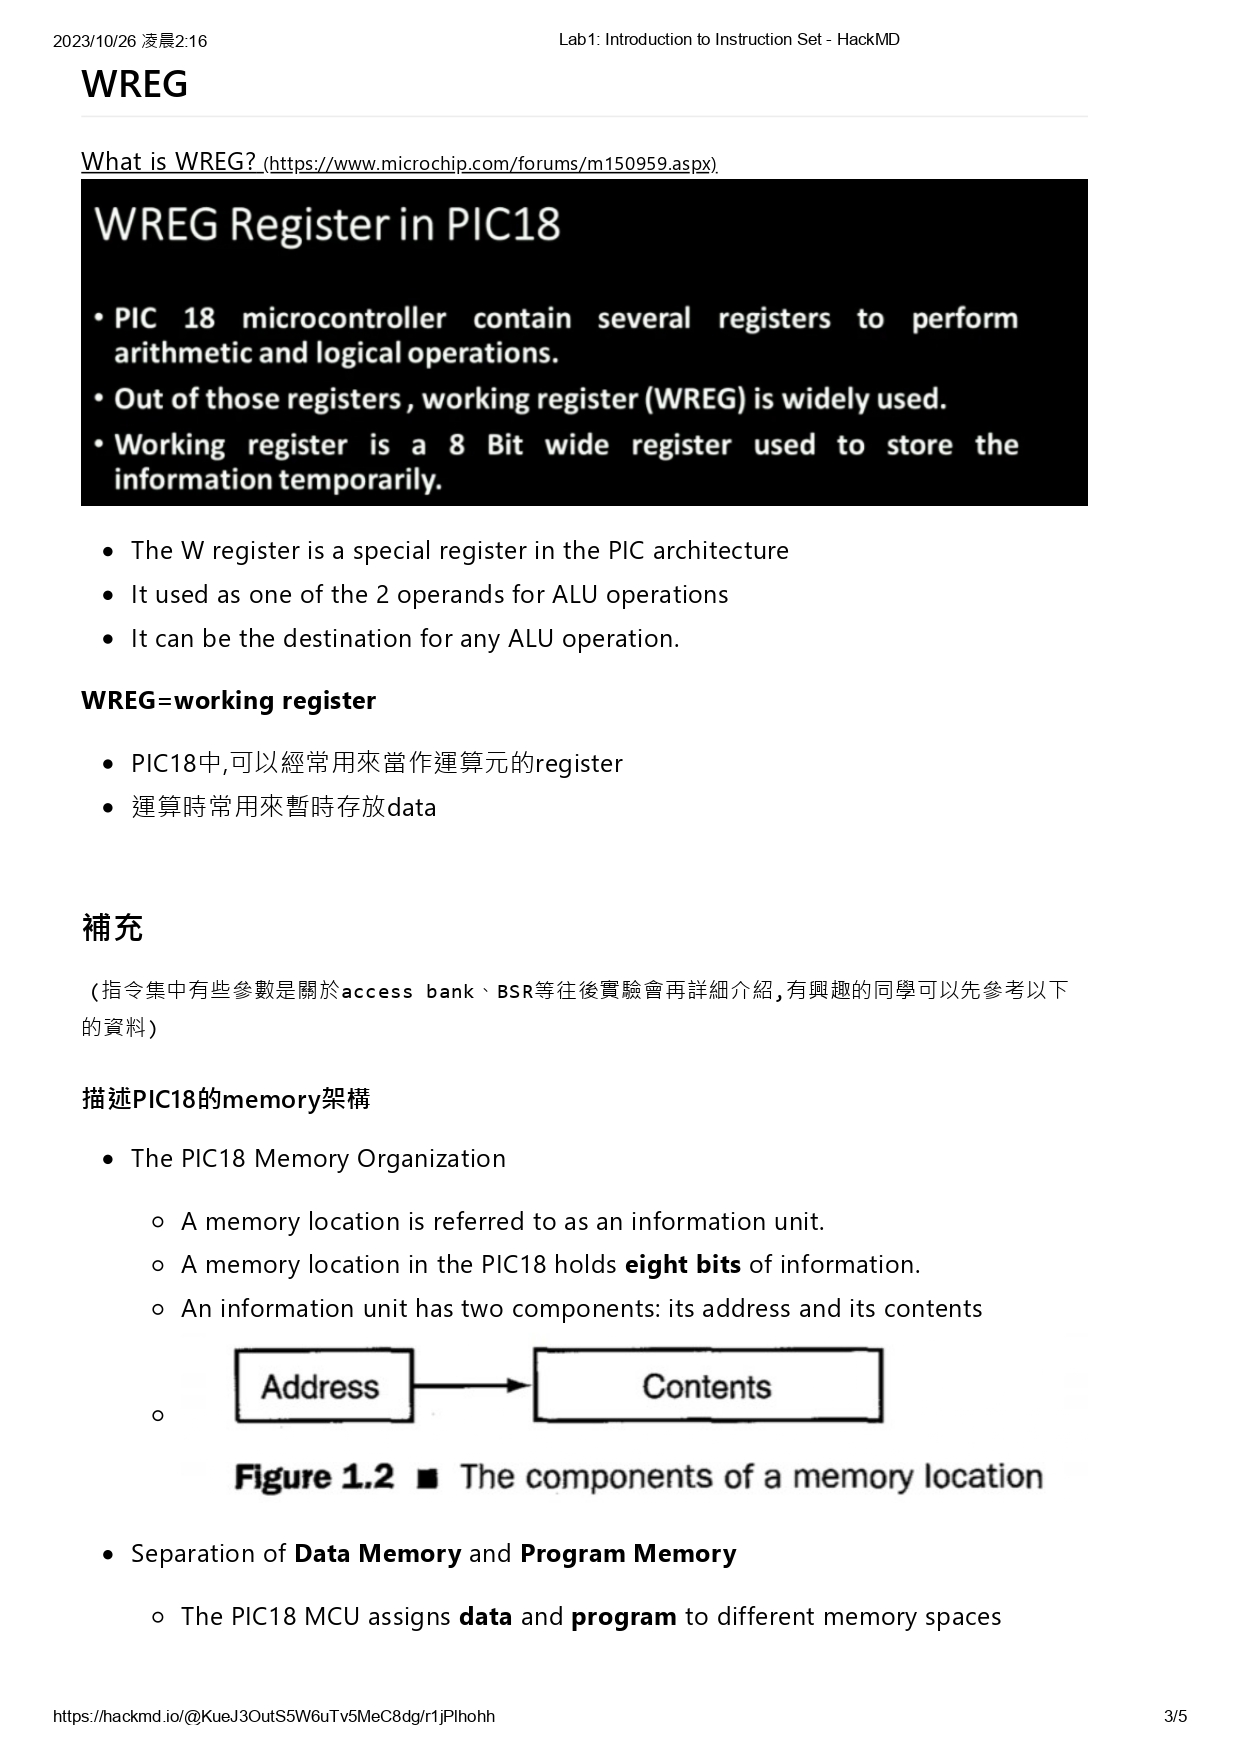 2023/10/26 凌晨2:16
Lab1: Introduction to Instruction Set - HackMD
WREG
What is WREG? (https://www.microchip.com/forums/m150959.aspx)
WREG Register in PIC18
• PIC 18 microcontroller contain several registers to perform
arithmetic and logical operations.
• Out of those registers , working register (WREG) is widely used.
• Working register is a 8 Bit wide register used to store the
information temporarily.
• The W register is a special register in the PIC architecture
• It used as one of the 2 operands for ALU operations
• It can be the destination for any ALU operation.
WREG=working register
• PIC18中,可以經常用來當作運算元的register
• 運算時常用來暫時存放data
補充
(指令集中有些參數是關於access bank、BSR等往後實驗會再詳細介紹,有興趣的同學可以先參考以下
的資料)
描述PIC18的memory架構
• The PIC18 Memory Organization
◦ A memory location is referred to as an information unit.
◦ A memory location in the PIC18 holds eight bits of information.
◦ An information unit has two components: its address and its contents
Address Contents
Figure 1.2 ■ The components of a memory location
• Separation of Data Memory and Program Memory
◦ The PIC18 MCU assigns data and program to different memory spaces
https://hackmd.io/@KueJ3OutS5W6uTv5MeC8dg/r1jPlhohh
3/5